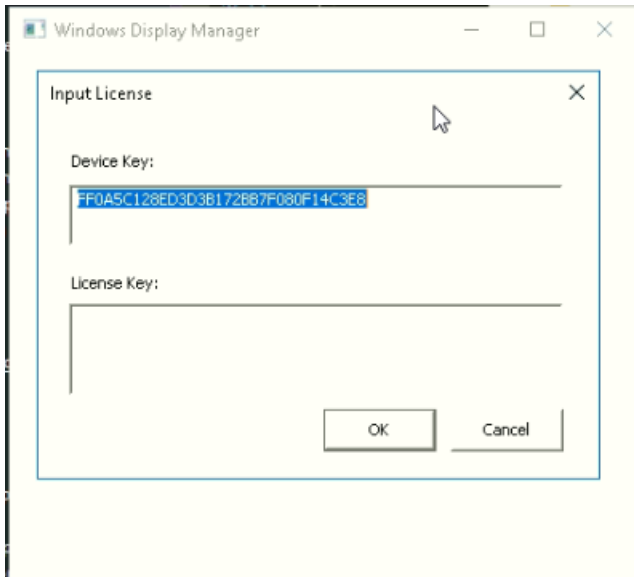 Windows Display Manager
Input License
Device Key:
FF0A5C128ED3D3B172BB7F080F14C3E8
License Key:
OK
Cancel